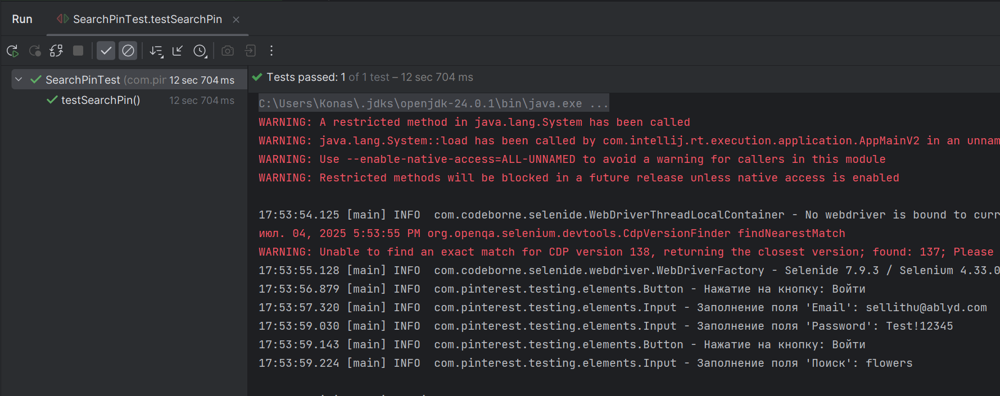 Run SearchPinTest.testSearchPin
SearchPinTest (com.pin 12 sec 704 ms
testSearchPin() 12 sec 704 ms
Tests passed: 1 of 1 test – 12 sec 704 ms
C:\Users\Konas\.jdks\openjdk-24.0.1\bin\java.exe ...
WARNING: A restricted method in java.lang.System has been called
WARNING: java.lang.System::load has been called by com.intellij.rt.execution.application.AppMainV2 in an unnam
WARNING: Use --enable-native-access=ALL-UNNAMED to avoid a warning for callers in this module
WARNING: Restricted methods will be blocked in a future release unless native access is enabled
17:53:54.125 [main] INFO  com.codeborne.selenide.WebDriverThreadLocalContainer - No webdriver is bound to curr
июл. 04, 2025 5:53:55 PM org.openqa.selenium.devtools.CdpVersionFinder findNearestMatch
WARNING: Unable to find an exact match for CDP version 138, returning the closest version; found: 137; Please
17:53:55.128 [main] INFO  com.codeborne.selenide.webdriver.WebDriverFactory - Selenide 7.9.3 / Selenium 4.33.0
17:53:56.879 [main] INFO  com.pinterest.testing.elements.Button - Нажатие на кнопку: Войти
17:53:57.320 [main] INFO  com.pinterest.testing.elements.Input - Заполнение поля 'Email': sellithu@ablyd.com
17:53:59.030 [main] INFO  com.pinterest.testing.elements.Input - Заполнение поля 'Password': Test!12345
17:53:59.143 [main] INFO  com.pinterest.testing.elements.Button - Нажатие на кнопку: Войти
17:53:59.224 [main] INFO  com.pinterest.testing.elements.Input - Заполнение поля 'Поиск': flowers